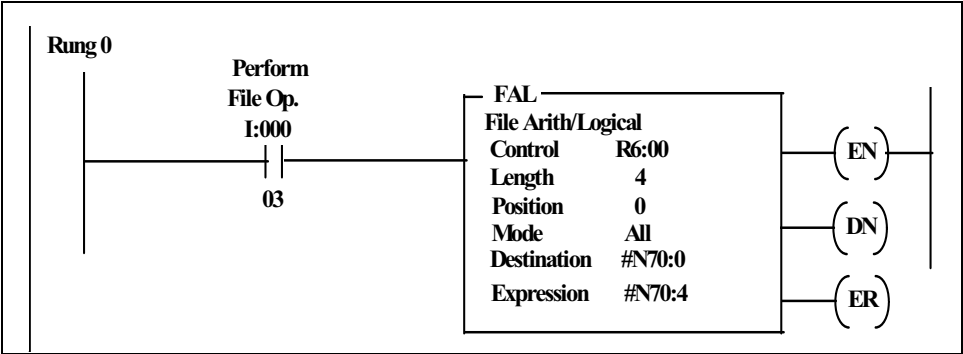 Rung 0
Perform
File Op.
I:000
03
FAL
File Arith/Logical
Control R6:00
Length 4
Position 0
Mode All
Destination #N70:0
Expression #N70:4
EN
DN
ER